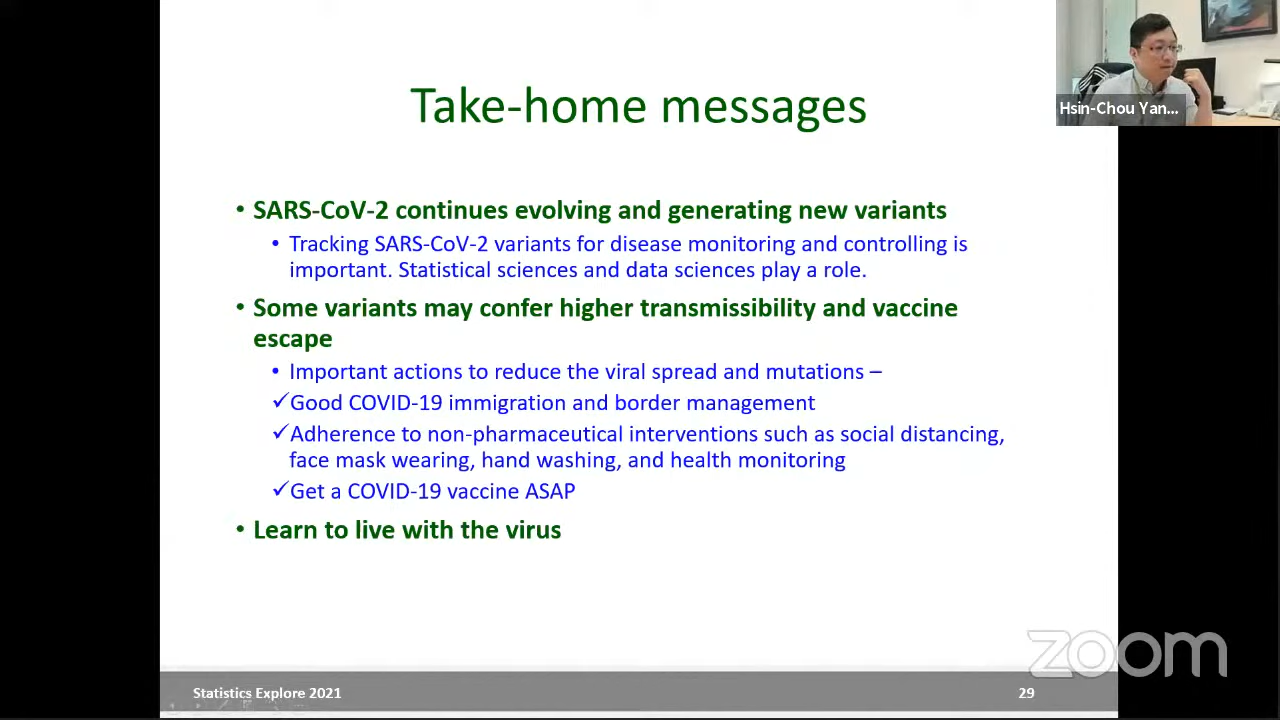 Take-home messages
Hsin-Chou Yan...
• SARS-CoV-2 continues evolving and generating new variants
• Tracking SARS-CoV-2 variants for disease monitoring and controlling is
important. Statistical sciences and data sciences play a role.
• Some variants may confer higher transmissibility and vaccine
escape
• Important actions to reduce the viral spread and mutations –
✓Good COVID-19 immigration and border management
✓Adherence to non-pharmaceutical interventions such as social distancing,
face mask wearing, hand washing, and health monitoring
✓Get a COVID-19 vaccine ASAP
• Learn to live with the virus
zoom
Statistics Explore 2021
29